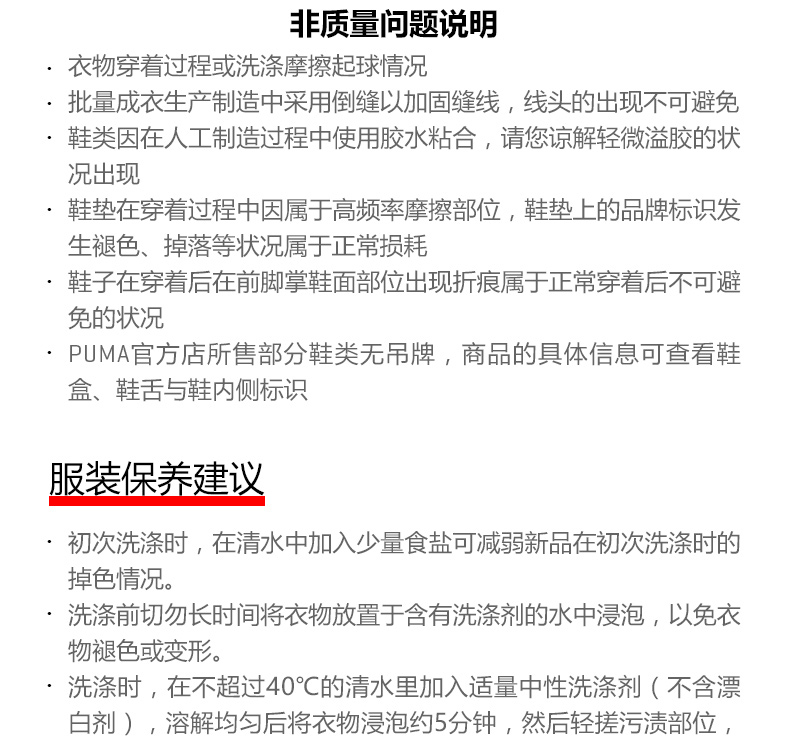 非质量问题说明
· 衣物穿着过程或洗涤摩擦起球情况
· 批量成衣生产制造中采用倒缝以加固缝线，线头的出现不可避免
· 鞋类因在人工制造过程中使用胶水粘合，请您谅解轻微溢胶的状
况出现
· 鞋垫在穿着过程中因属于高频率摩擦部位，鞋垫上的品牌标识发
生褪色、掉落等状况属于正常损耗
· 鞋子在穿着后在前脚掌鞋面部位出现折痕属于正常穿着后不可避
免的状况
· PUMA官方店所售部分鞋类无吊牌，商品的具体信息可查看鞋
盒、鞋舌与鞋内侧标识
服装保养建议
· 初次洗涤时，在清水中加入少量食盐可减弱新品在初次洗涤时的
掉色情况。
· 洗涤前切勿长时间将衣物放置于含有洗涤剂的水中浸泡，以免衣
物褪色或变形。
· 洗涤时，在不超过40℃的清水里加入适量中性洗涤剂（不含漂
白剂），溶解均匀后将衣物浸泡约5分钟，然后轻搓污渍部位，